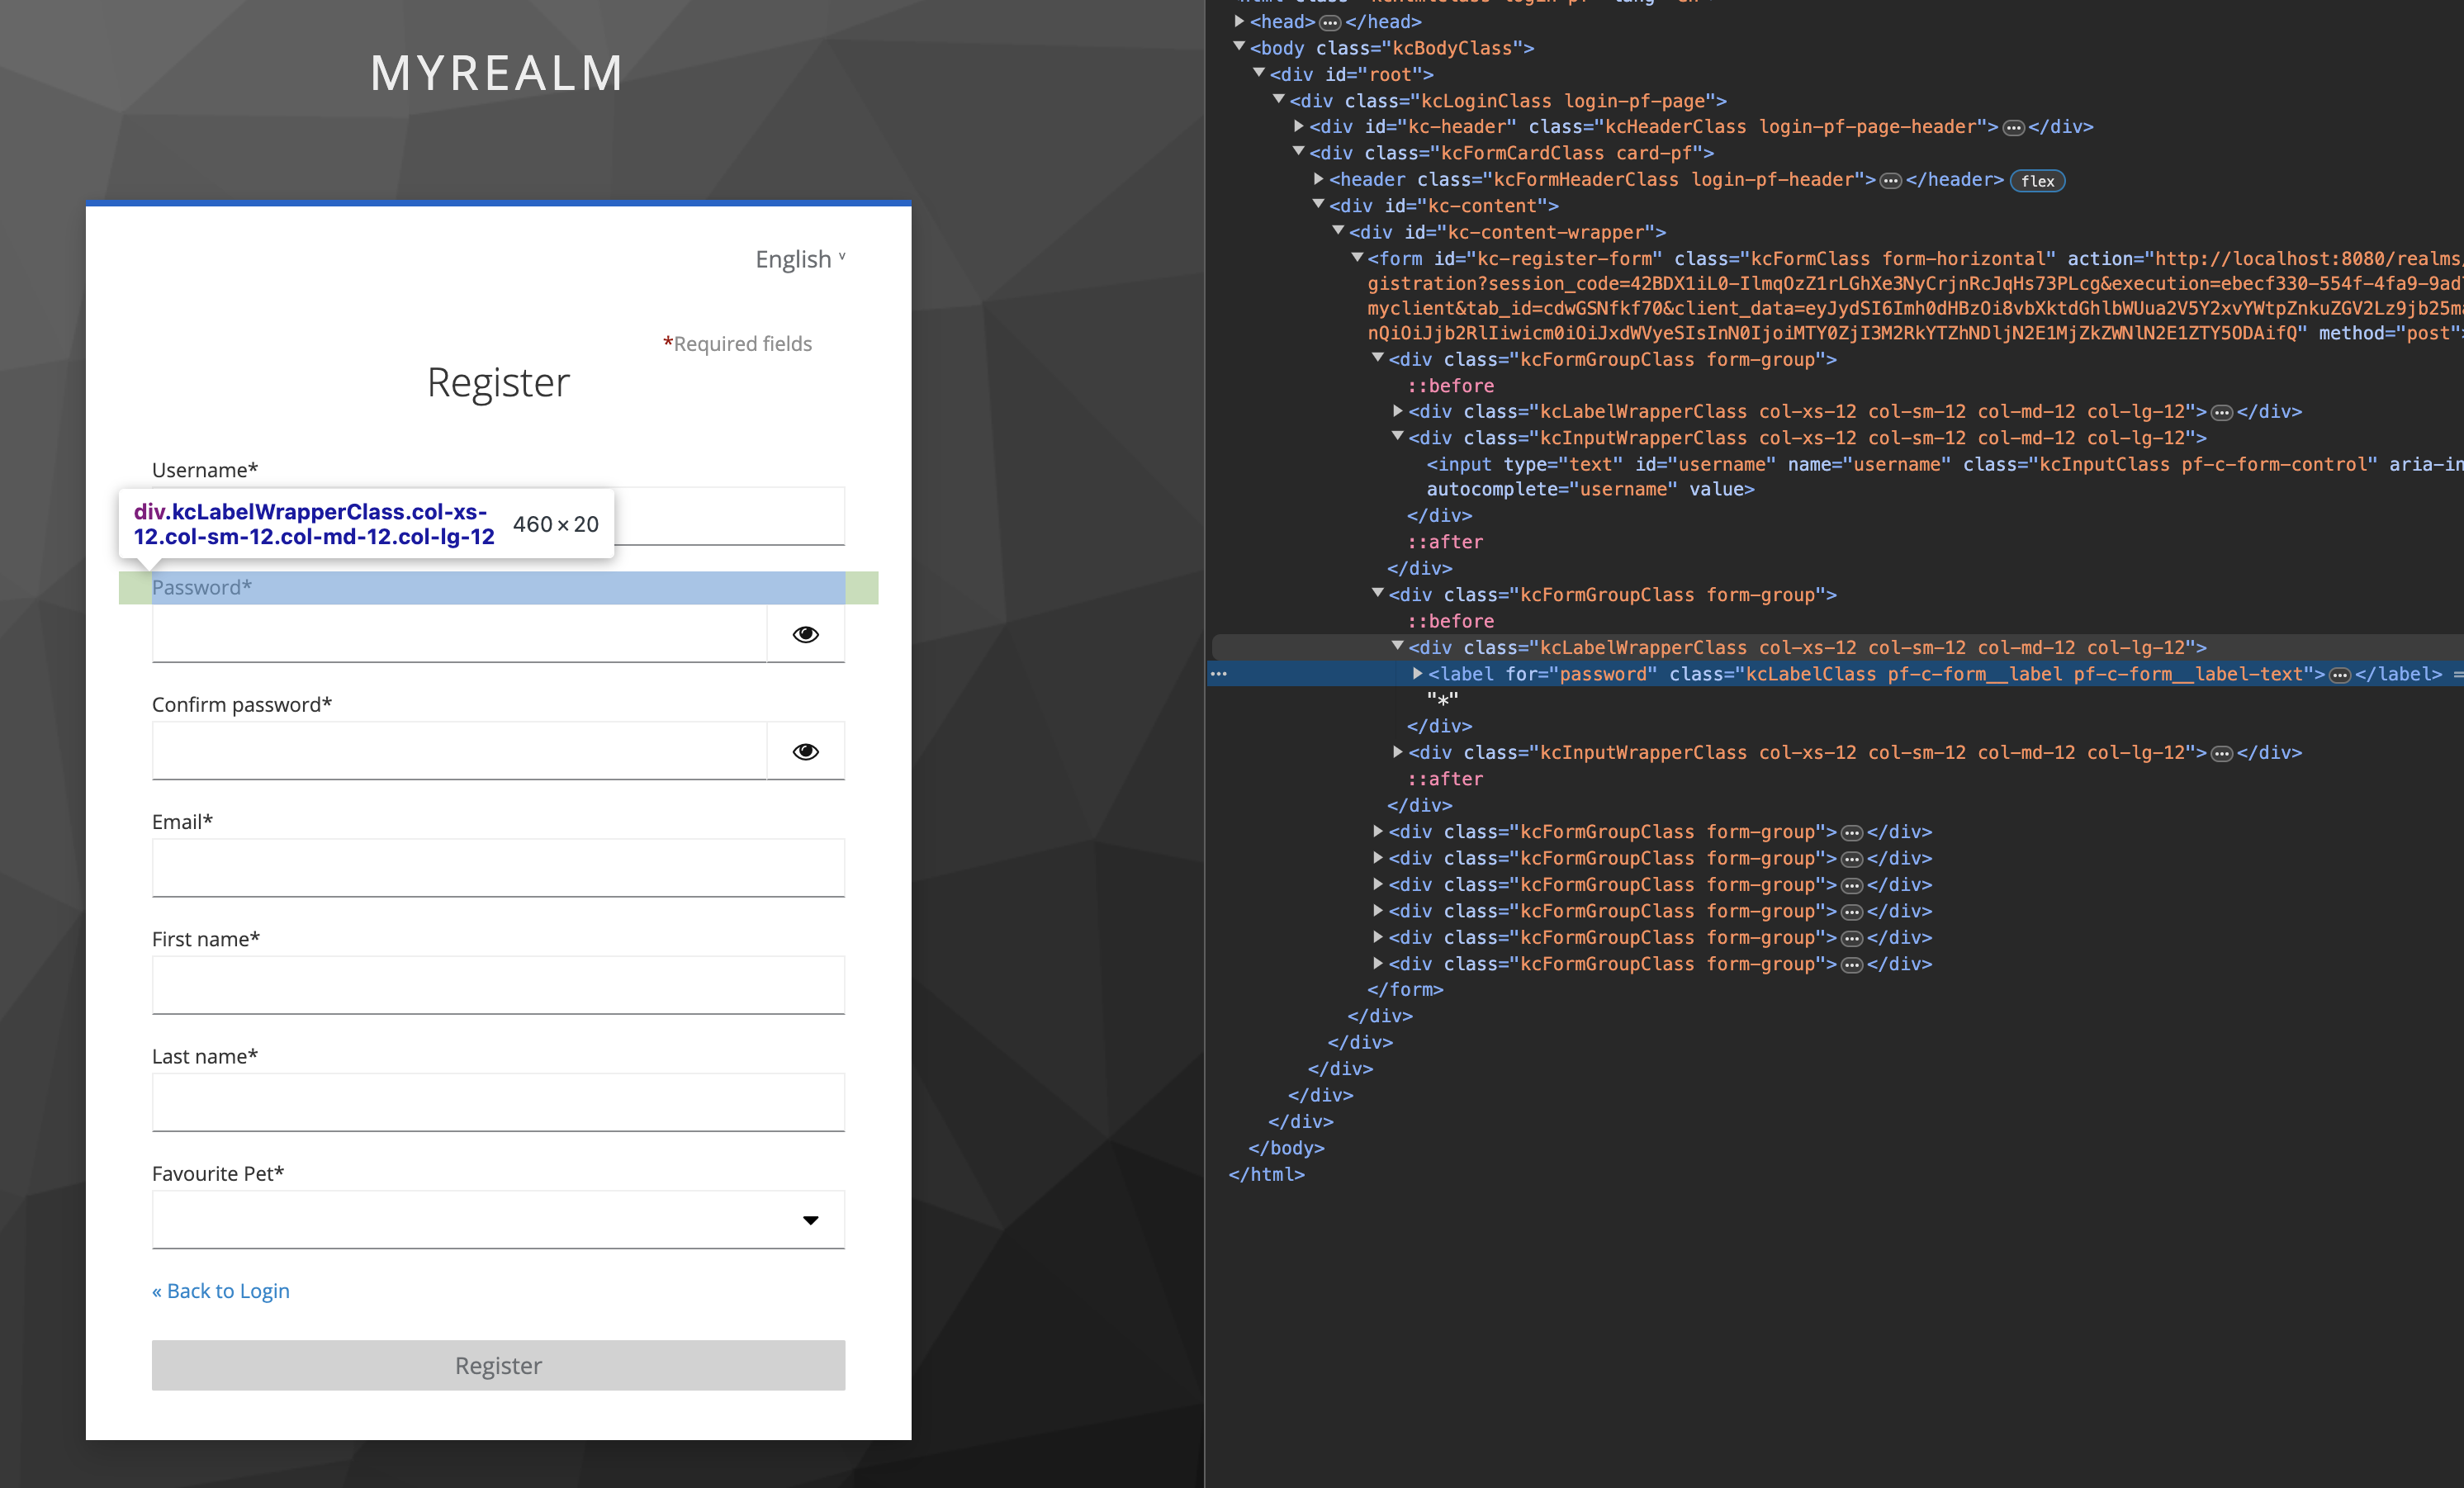 MYREALM
English ˅
*Required fields
Register
Username*
div.kcLabelWrapperClass.col-xs-
12.col-sm-12.col-md-12.col-lg-12
460 × 20
Password*
Confirm password*
Email*
First name*
Last name*
Favourite Pet*
« Back to Login
Register
<head>…</head>
<body class="kcBodyClass">
<div id="root">
<div class="kcLoginClass login-pf-page">
<div id="kc-header" class="kcHeaderClass login-pf-page-header">…</div>
<div class="kcFormCardClass card-pf">
<header class="kcFormHeaderClass login-pf-header">…</header> flex
<div id="kc-content">
<div id="kc-content-wrapper">
<form id="kc-register-form" class="kcFormClass form-horizontal" action="http://localhost:8080/realms/
gistration?session_code=42BDX1iL0-IlmqOzZ1rLGhXe3NyCrjnRcJqHs73PLcg&execution=ebecf330-554f-4fa9-9ad
myclient&tab_id=cdwGSNfkf70&client_data=eyJydSI6Imh0dHBzOi8vbXktdGhlbWUua2V5Y2xvYWtpZnkuZGV2Lz9jb25ma
nQiOiJjb2RlIiwicm0iOiJxdWVyeSIsInN0IjoiMTY0ZjI3M2RkYTZhNDljN2E1MjZkZWNlN2E1ZTY5ODAifQ" method="post">
<div class="kcFormGroupClass form-group">
::before
<div class="kcLabelWrapperClass col-xs-12 col-sm-12 col-md-12 col-lg-12">…</div>
<div class="kcInputWrapperClass col-xs-12 col-sm-12 col-md-12 col-lg-12">
<input type="text" id="username" name="username" class="kcInputClass pf-c-form-control" aria-in
autocomplete="username" value>
</div>
::after
</div>
<div class="kcFormGroupClass form-group">
::before
<div class="kcLabelWrapperClass col-xs-12 col-sm-12 col-md-12 col-lg-12">
<label for="password" class="kcLabelClass pf-c-form__label pf-c-form__label-text">…</label> =
"*"
</div>
<div class="kcInputWrapperClass col-xs-12 col-sm-12 col-md-12 col-lg-12">…</div>
::after
</div>
<div class="kcFormGroupClass form-group">…</div>
<div class="kcFormGroupClass form-group">…</div>
<div class="kcFormGroupClass form-group">…</div>
<div class="kcFormGroupClass form-group">…</div>
<div class="kcFormGroupClass form-group">…</div>
<div class="kcFormGroupClass form-group">…</div>
</form>
</div>
</div>
</div>
</div>
</div>
</body>
</html>